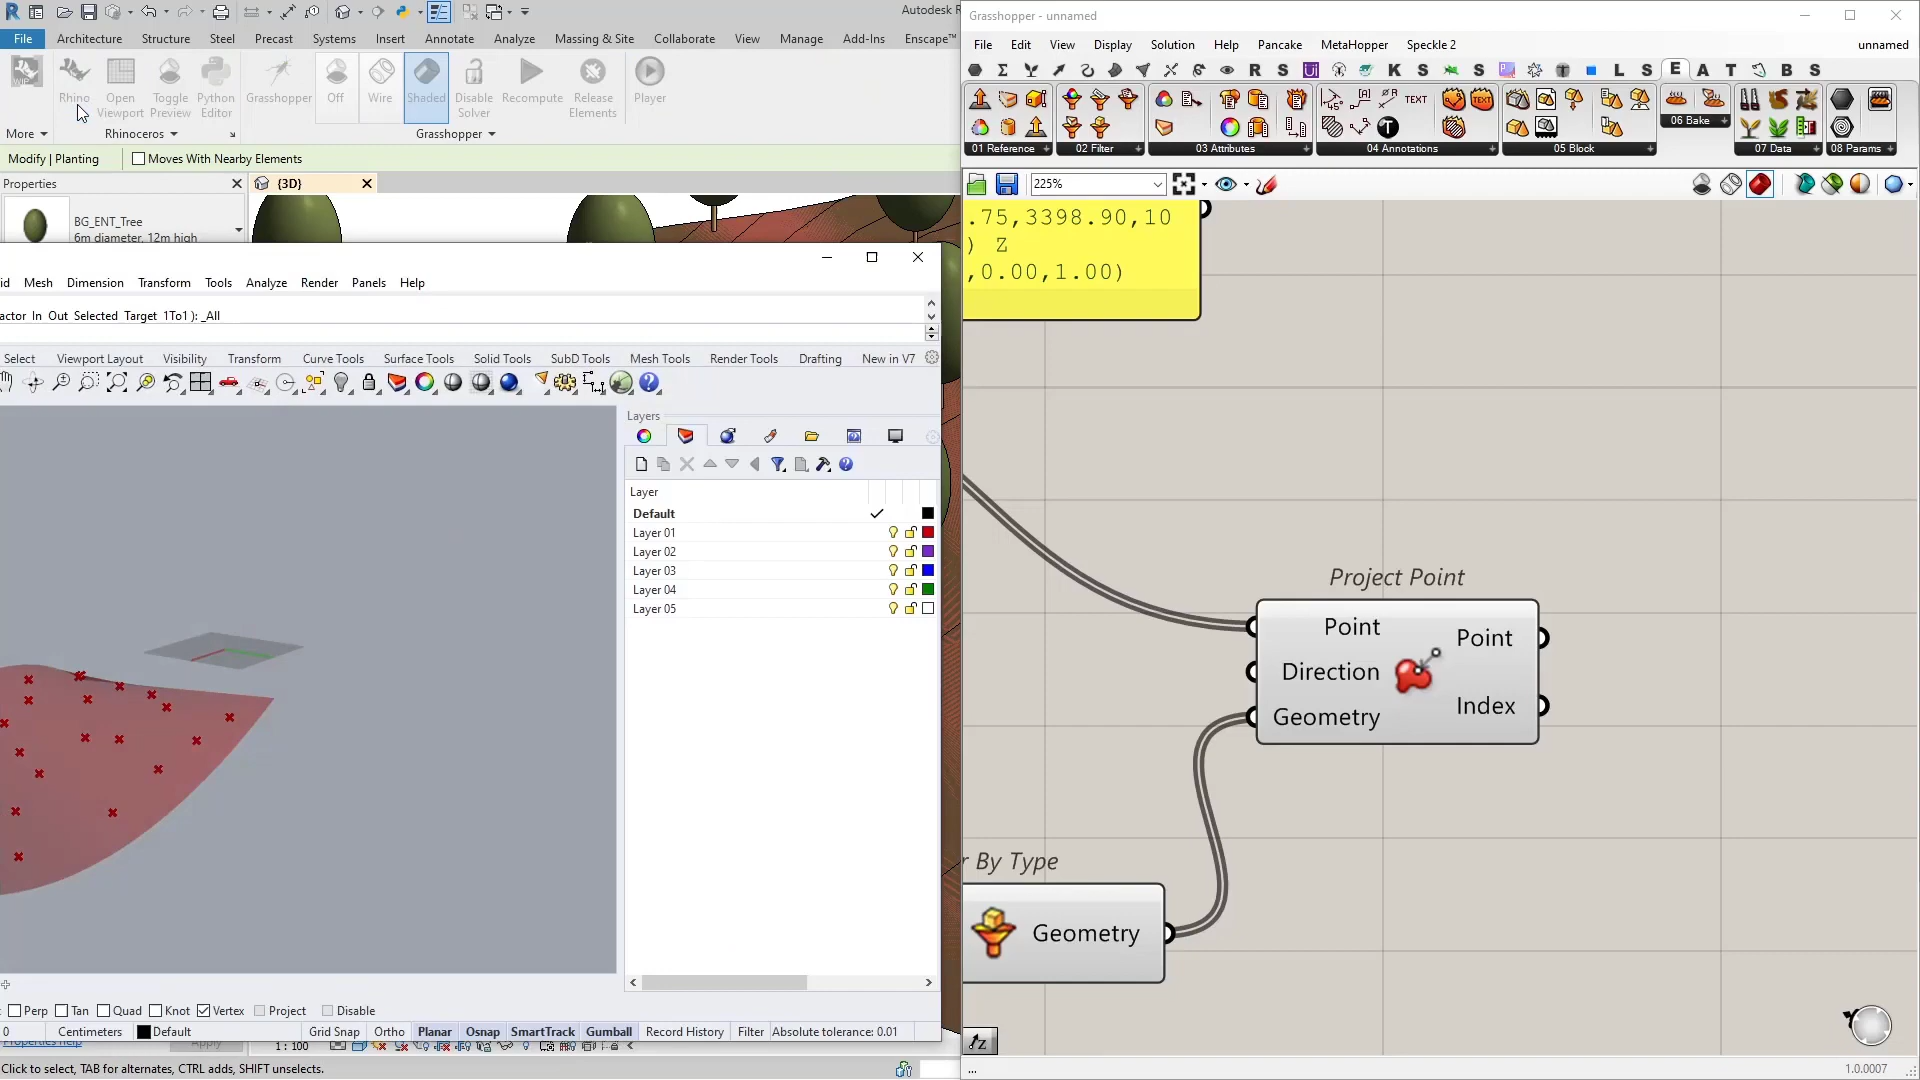 Autodesk R
File Architecture Structure Steel Precast Systems Insert Annotate Analyze Massing & Site Collaborate View Manage Add-Ins Enscape™
WIP
Rhino Open Viewport Toggle Preview Python Editor Grasshopper Off Wire Shaded Disable Solver Recompute Release Elements Player
More Rhinoceros Grasshopper
Modify | Planting Moves With Nearby Elements
Properties {3D}
BG_ENT_Tree
6m diameter, 12m high
id Mesh Dimension Transform Tools Analyze Render Panels Help
actor In Out Selected Target 1To1 ): _All
Select Viewport Layout Visibility Transform Curve Tools Surface Tools Solid Tools SubD Tools Mesh Tools Render Tools Drafting New in V7
Layers
Layer
Default
Layer 01
Layer 02
Layer 03
Layer 04
Layer 05
Perp Tan Quad Knot Vertex Project Disable
0 Centimeters Default Grid Snap Ortho Planar Osnap SmartTrack Gumball Record History Filter Absolute tolerance: 0.01
Properties help Apply 1 : 100
Click to select, TAB for alternates, CTRL adds, SHIFT unselects.
Grasshopper - unnamed
File Edit View Display Solution Help Pancake MetaHopper Speckle 2 unnamed
R S Ui K S S L S E A T B S
TEXT TEXT T
01 Reference 02 Filter 03 Attributes 04 Annotations 05 Block 06 Bake 07 Data 08 Params
225%
.75,3398.90,10
) Z
,0.00,1.00)
Project Point
Point
Direction
Geometry
Point
Index
r By Type
Geometry
...
1.0.0007